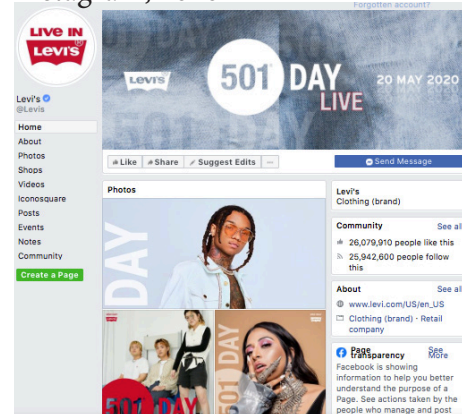 Forgotten account?
LIVE IN
LEVI'S
Levi's
@Levis
Home
About
Photos
Shops
Videos
Iconosquare
Posts
Events
Notes
Community
Create a Page
LEVI'S
501® DAY
LIVE
20 MAY 2020
Like
Share
Suggest Edits
Send Message
Photos
DAY
501 DAY
501 DAY
Levi's
Clothing (brand)
Community
See all
26,079,910 people like this
25,942,600 people follow
this
About
See all
www.levi.com/US/en_US
Clothing (brand) · Retail
company
Page
transparency
See
More
Facebook is showing
information to help you better
understand the purpose of a
Page. See actions taken by the
people who manage and post